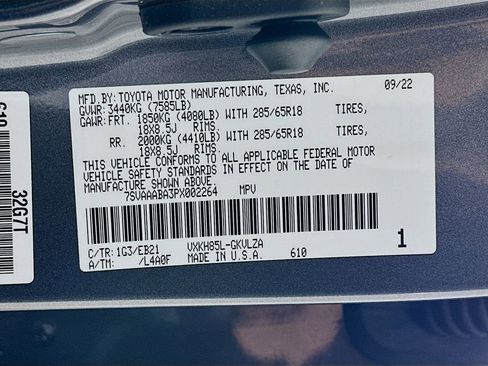 MFD.BY: TOYOTA MOTOR MANUFACTURING, TEXAS, INC. 09/22
GVWR: 3440KG (7585LB)
GAWR: FRT. 1850KG (4080LB) WITH 285/65R18 TIRES,
18X8.5J RIMS,
RR. 2000KG (4410LB) WITH 285/65R18 TIRES,
18X8.5J RIMS.
THIS VEHICLE CONFORMS TO ALL APPLICABLE FEDERAL MOTOR
VEHICLE SAFETY STANDARDS IN EFFECT ON THE DATE OF
MANUFACTURE SHOWN ABOVE.
7SVAAABA3PX002264 MPV
C/TR: 1G3/EB21 VXKH85L-GKVLZA
A/TM: /L4A0F MADE IN U.S.A. 610
1
610
32G7T